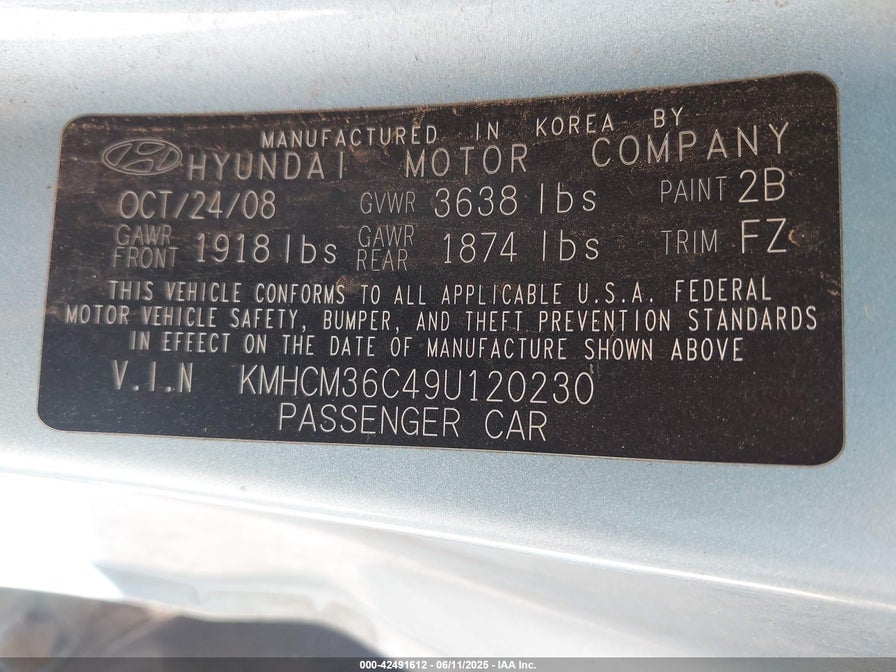 MANUFACTURED IN KOREA BY
HYUNDAI MOTOR COMPANY
OCT/24/08 GVWR 3638 lbs PAINT 2B
GAWR FRONT 1918 lbs GAWR REAR 1874 lbs TRIM FZ
THIS VEHICLE CONFORMS TO ALL APPLICABLE U.S.A. FEDERAL
MOTOR VEHICLE SAFETY, BUMPER, AND THEFT PREVENTION STANDARDS
IN EFFECT ON THE DATE OF MANUFACTURE SHOWN ABOVE
V.I.N KMHCM36C49U120230
PASSENGER CAR
000-42491612 - 06/11/2025 - IAA Inc.